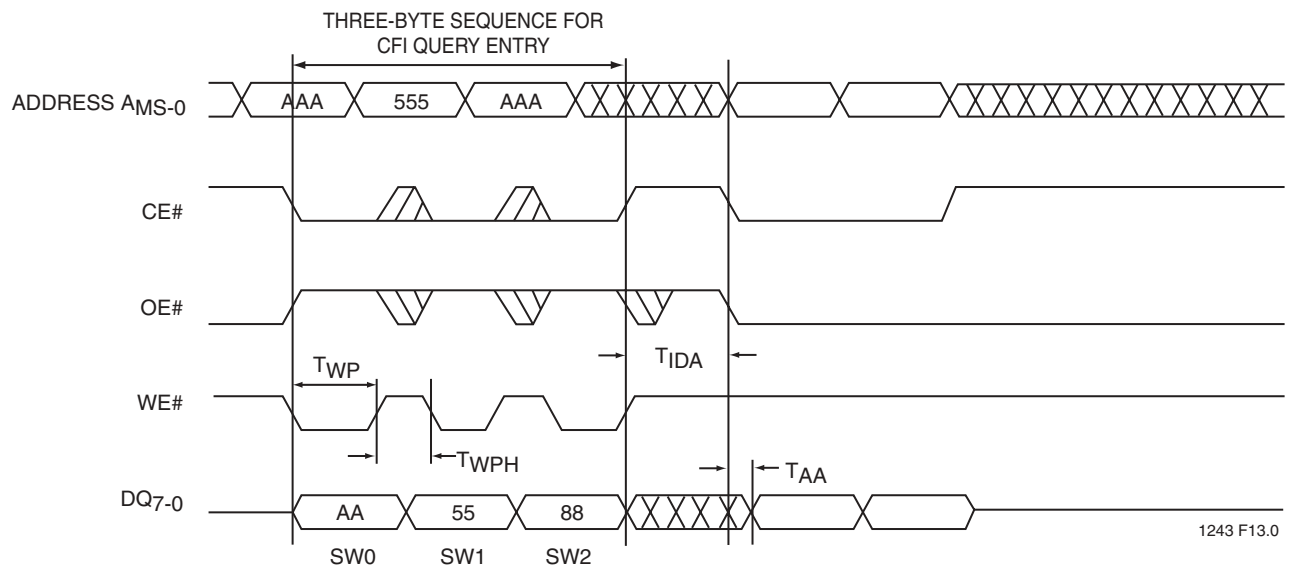 THREE-BYTE SEQUENCE FOR
CFI QUERY ENTRY
ADDRESS AMS-0
AAA
555
AAA
CE#
OE#
TIDA
TWP
WE#
TWPH
TAA
DQ7-0
AA
55
88
1243 F13.0
SW0
SW1
SW2